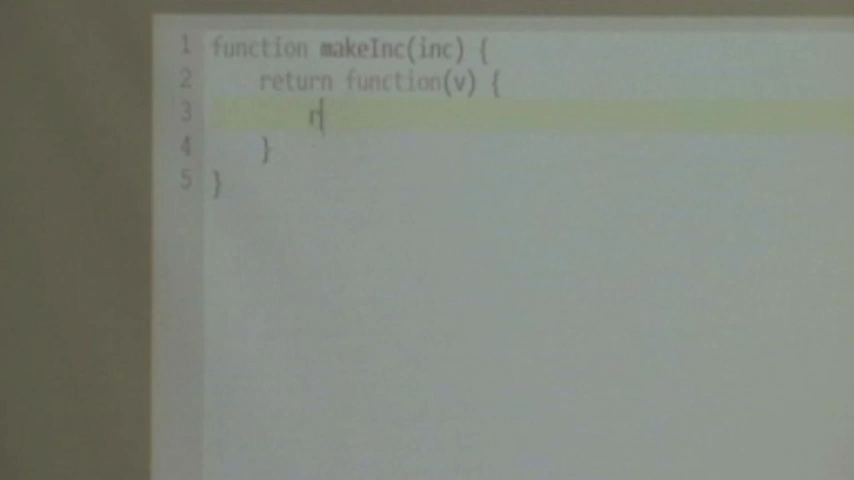 1 function makeInc(inc) {
2 return function(v) {
3 r
4 }
5 }